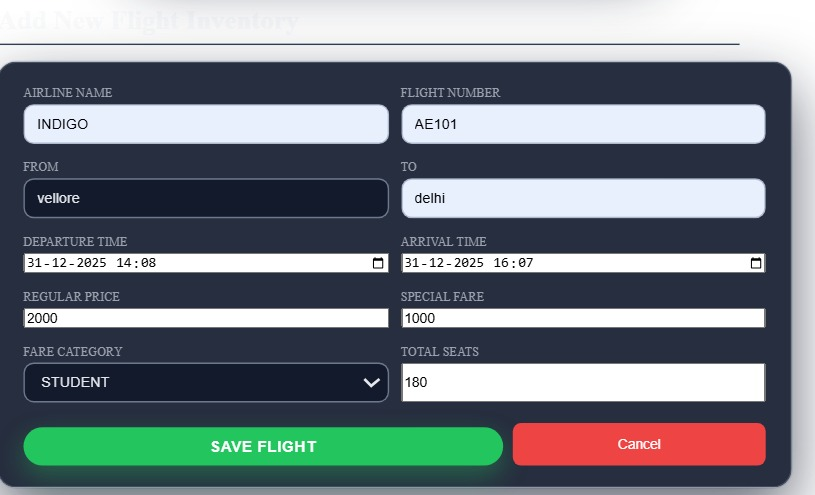 Add New Flight Inventory
AIRLINE NAME
FLIGHT NUMBER
INDIGO
AE101
FROM
TO
vellore
delhi
DEPARTURE TIME
ARRIVAL TIME
31-12-2025 14:08
31-12-2025 16:07
REGULAR PRICE
SPECIAL FARE
2000
1000
FARE CATEGORY
TOTAL SEATS
STUDENT
180
SAVE FLIGHT
Cancel